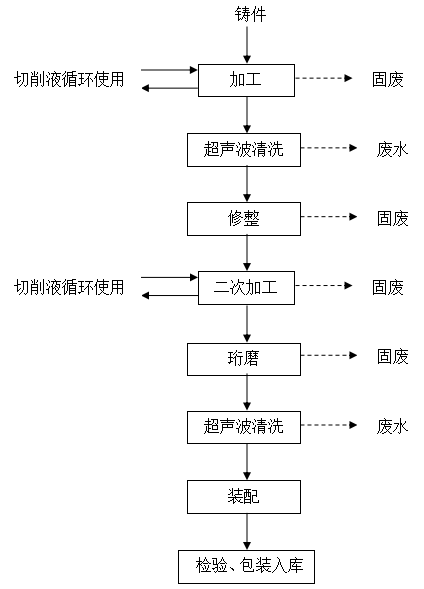 铸件
切削液循环使用
加工
固废
超声波清洗
废水
修整
固废
切削液循环使用
二次加工
固废
珩磨
固废
超声波清洗
废水
装配
检验、包装入库